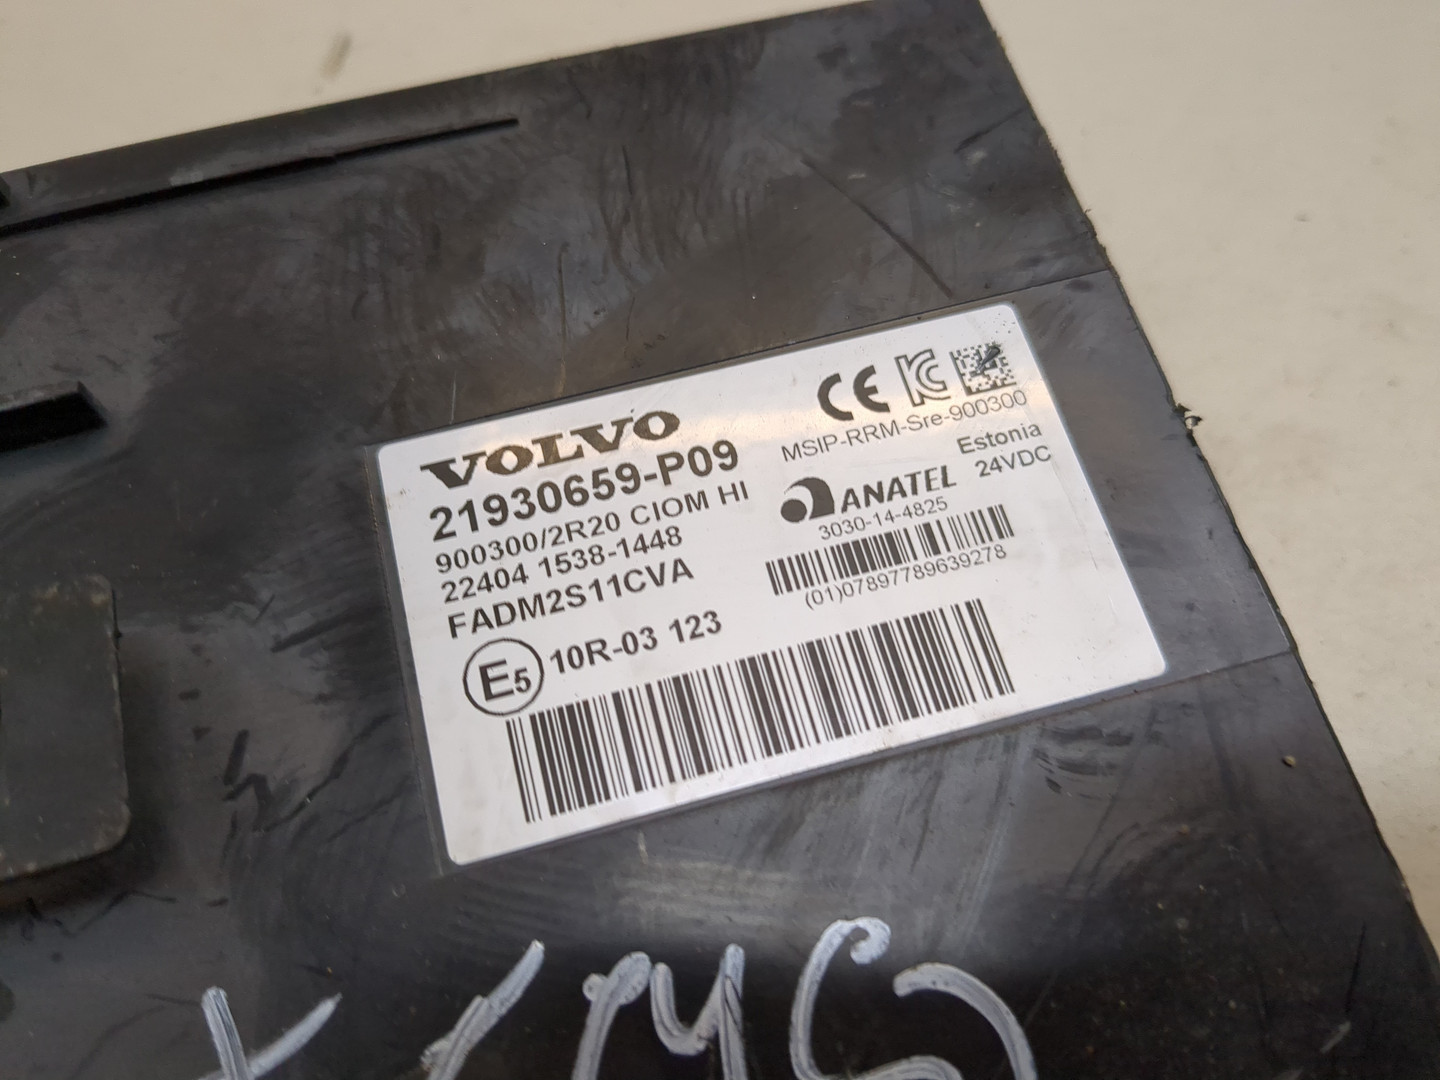 VOLVO
21930659-P09
900300/2R20 CIOM HI
22404 1538-1448
FADM2S11CVA
E5 10R-03 123
CE
MSIP-RRM-Sre-900300
Estonia
ANATEL 24VDC
3030-14-4825
(01)07897789639278